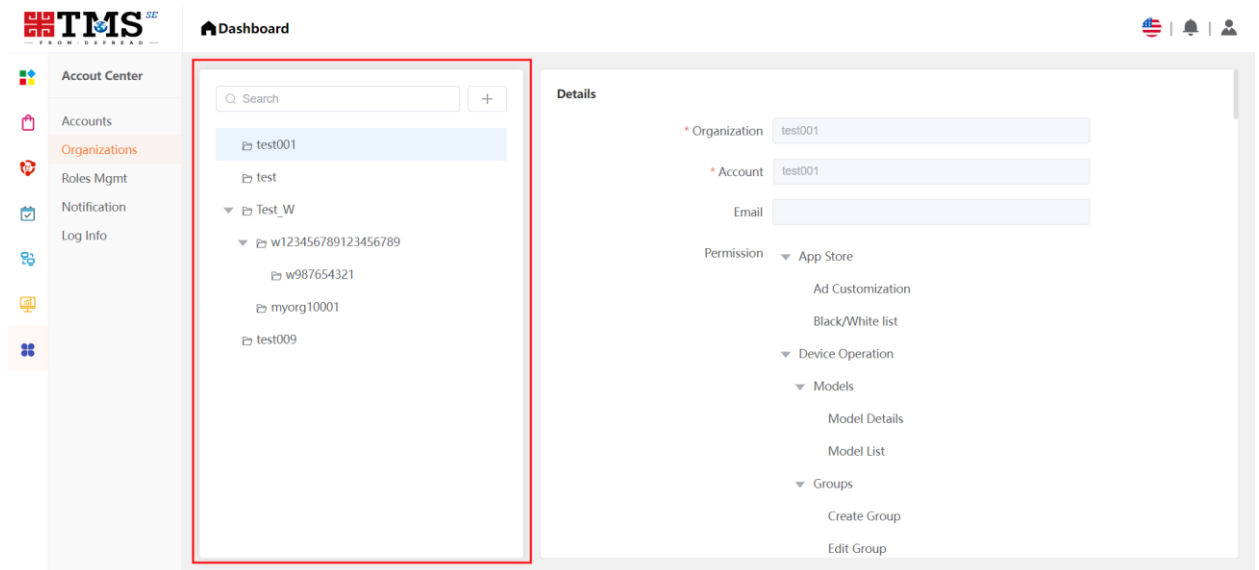 TMS SE
— FROM·DSPREAD —
Dashboard
Accout Center
Accounts
Organizations
Roles Mgmt
Notification
Log Info
Search
test001
test
Test_W
w123456789123456789
w987654321
myorg10001
test009
Details
* Organization test001
* Account test001
Email
Permission App Store
Ad Customization
Black/White list
Device Operation
Models
Model Details
Model List
Groups
Create Group
Edit Group